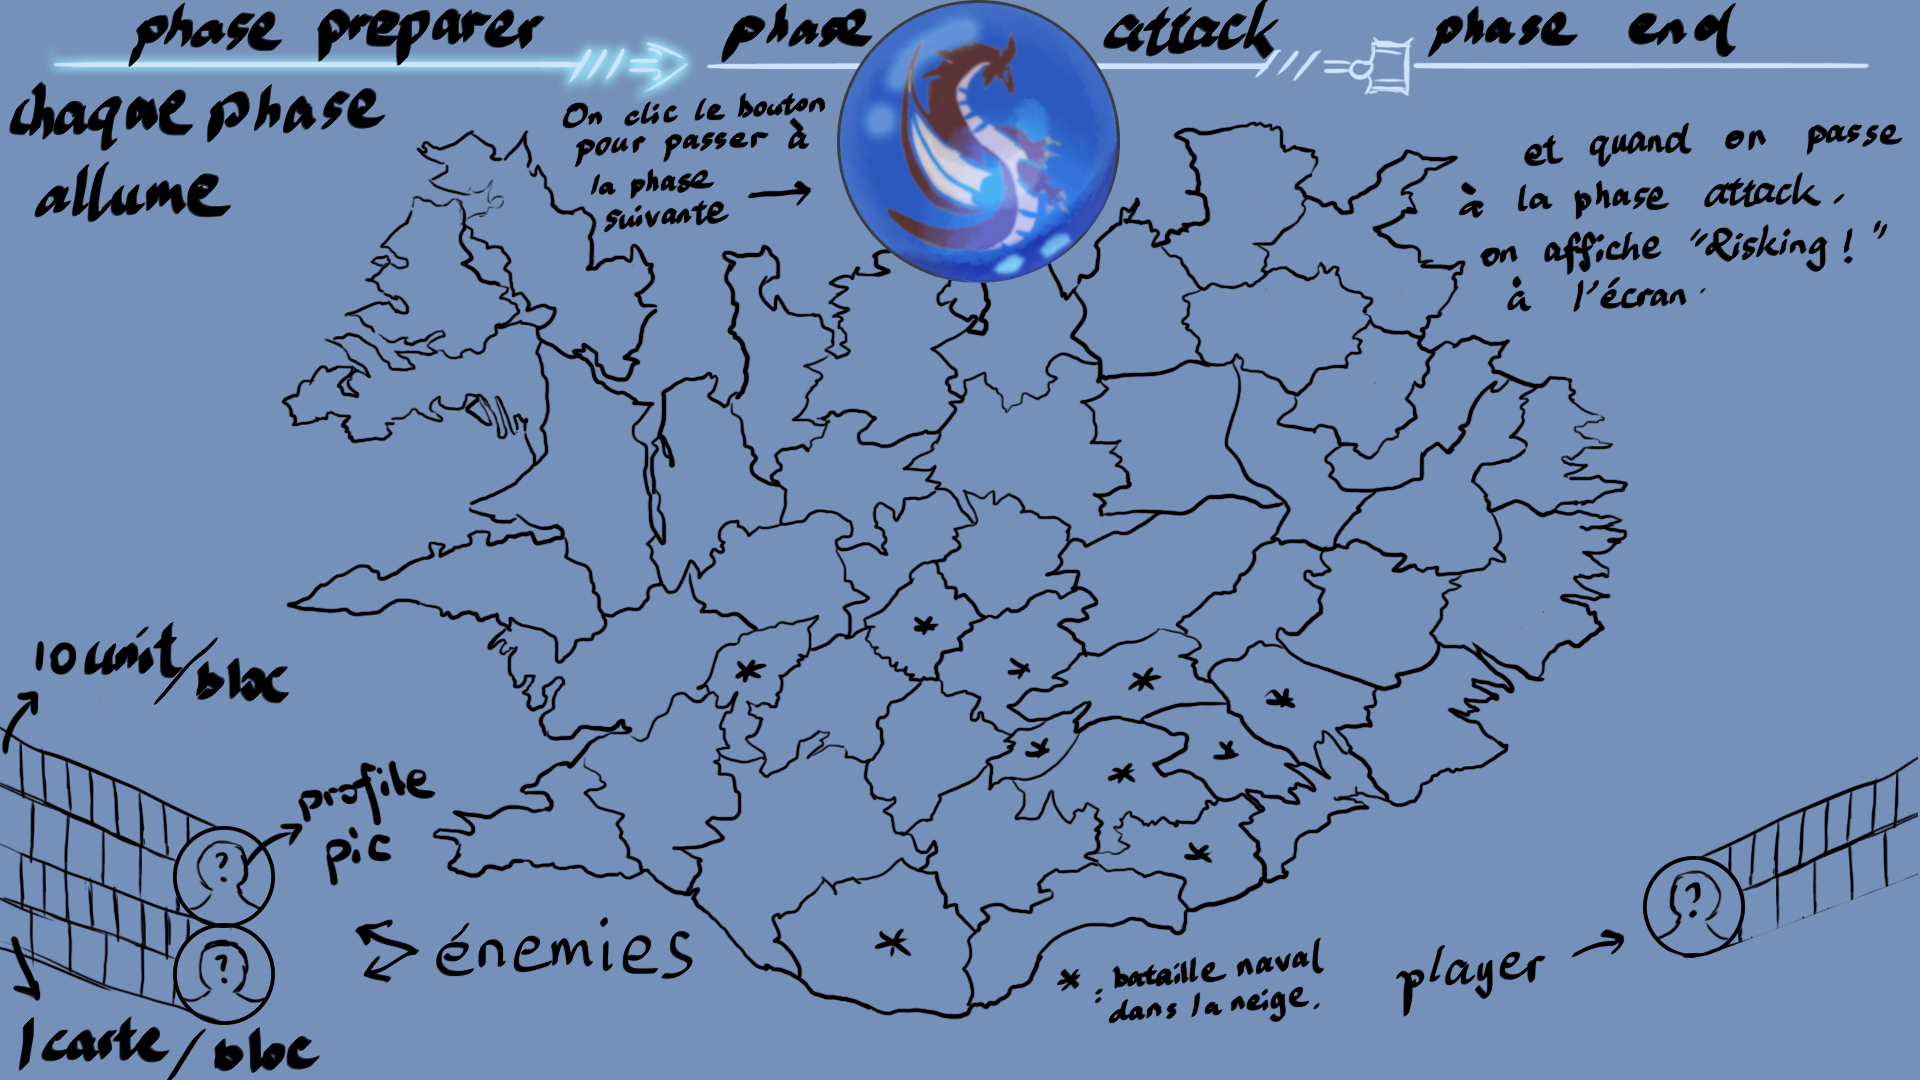 phase preparer
phase attack
phase end
chaque phase
allume
On clic le bouton
pour passer à
la phase
suivante
et quand on passe
à la phase attack,
on affiche "Risking!"
à l'écran.
10 unit/bloc
profile
pic
énemies
1 carte/bloc
* : bataille naval
dans la neige.
player
?
?
?